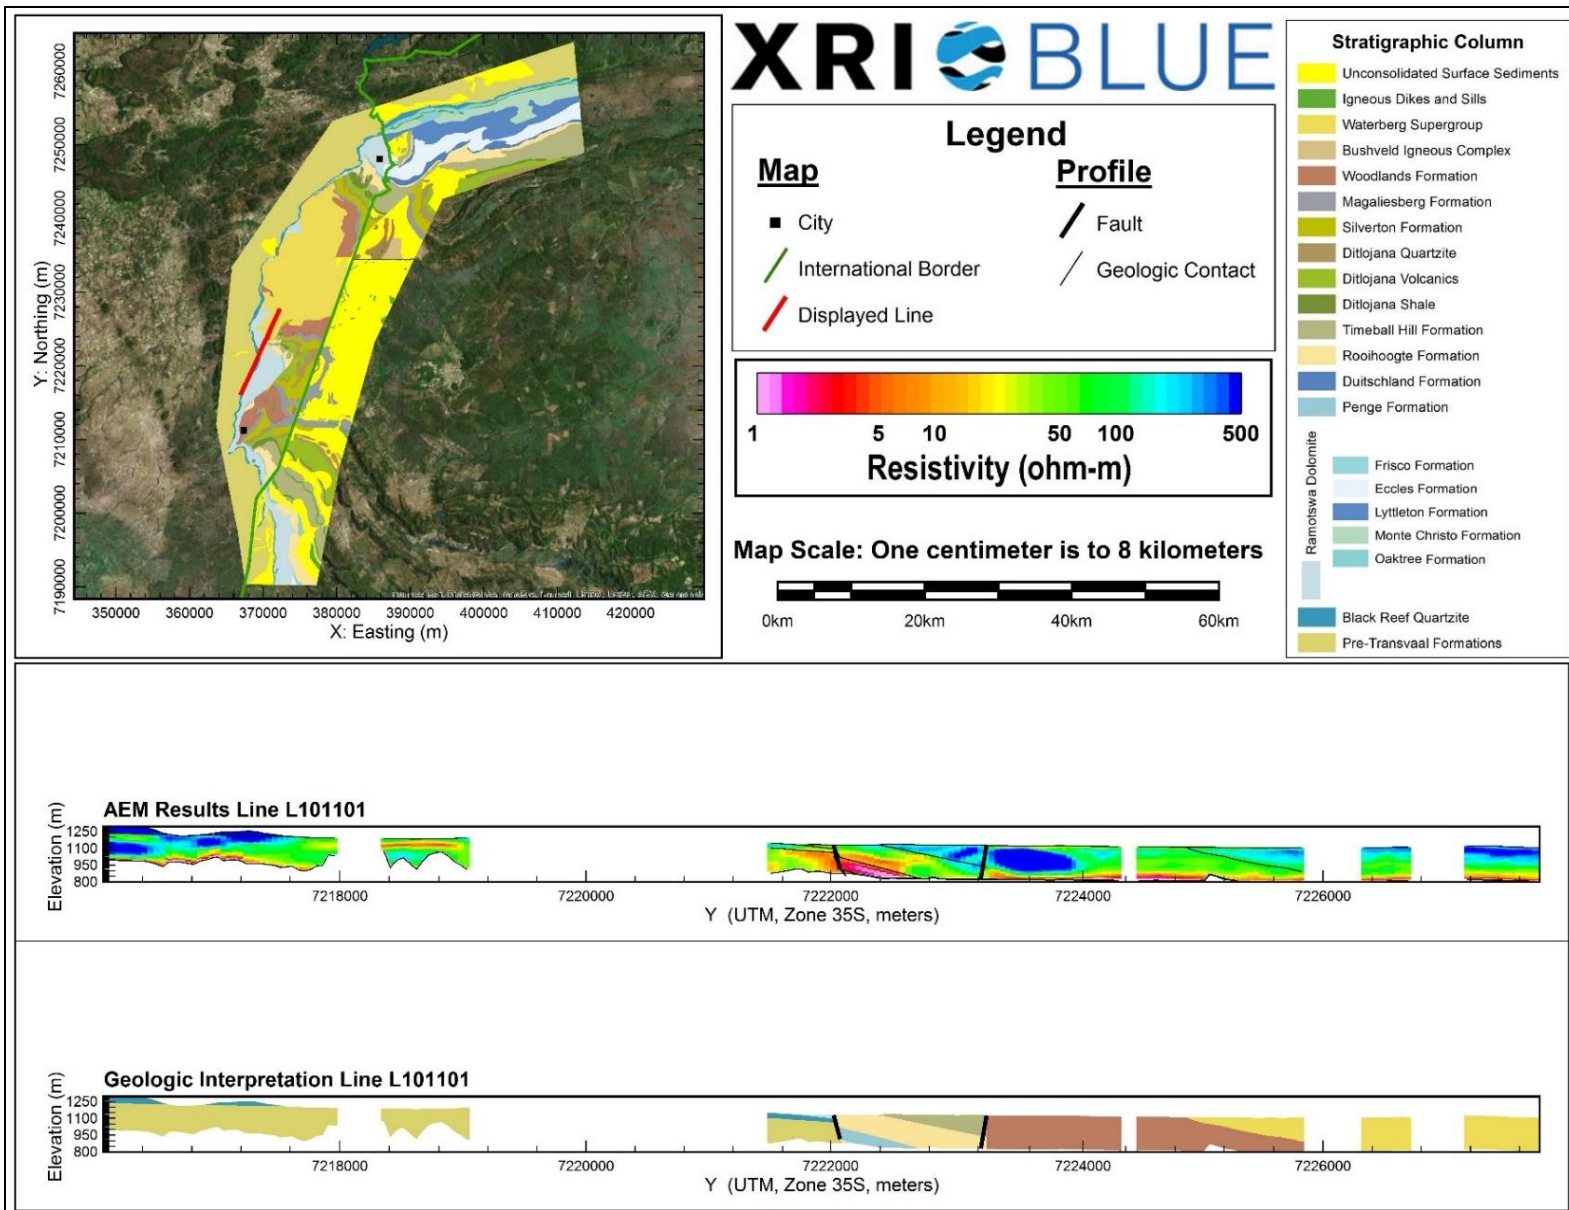 XRI BLUE
7260000
7250000
7240000
7230000
7220000
7210000
7200000
7190000
Y: Northing (m)
350000 360000 370000 380000 390000 400000 410000 420000
X: Easting (m)
Legend
Map
City
International Border
Displayed Line
Profile
Fault
Geologic Contact
1 5 10 50 100 500
Resistivity (ohm-m)
Map Scale: One centimeter is to 8 kilometers
0km 20km 40km 60km
Stratigraphic Column
Unconsolidated Surface Sediments
Igneous Dikes and Sills
Waterberg Supergroup
Bushveld Igneous Complex
Woodlands Formation
Magaliesberg Formation
Silverton Formation
Ditlojana Quartzite
Ditlojana Volcanics
Ditlojana Shale
Timeball Hill Formation
Rooihoogte Formation
Duitschland Formation
Penge Formation
Ramotswa Dolomite
Frisco Formation
Eccles Formation
Lyttleton Formation
Monte Christo Formation
Oaktree Formation
Black Reef Quartzite
Pre-Transvaal Formations
AEM Results Line L101101
Elevation (m)
1250
1100
950
800
7218000 7220000 7222000 7224000 7226000
Y (UTM, Zone 35S, meters)
Geologic Interpretation Line L101101
Elevation (m)
1250
1100
950
800
7218000 7220000 7222000 7224000 7226000
Y (UTM, Zone 35S, meters)